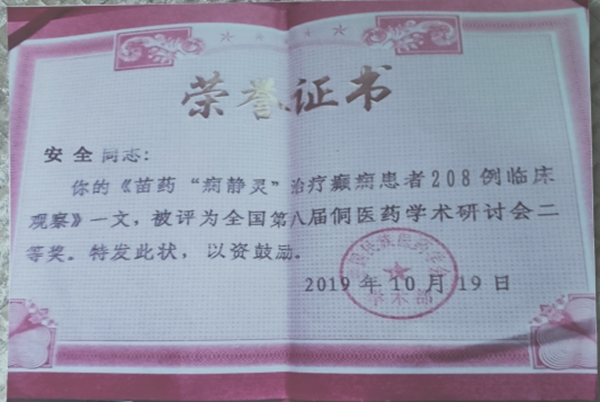 荣誉证书
安全同志：
你的《苗药“痫静灵”治疗癫痫患者208例临床
观察》一文，被评为全国第八届侗医药学术研讨会二
等奖。特发此状，以资鼓励。
2019年10月19日
学术部